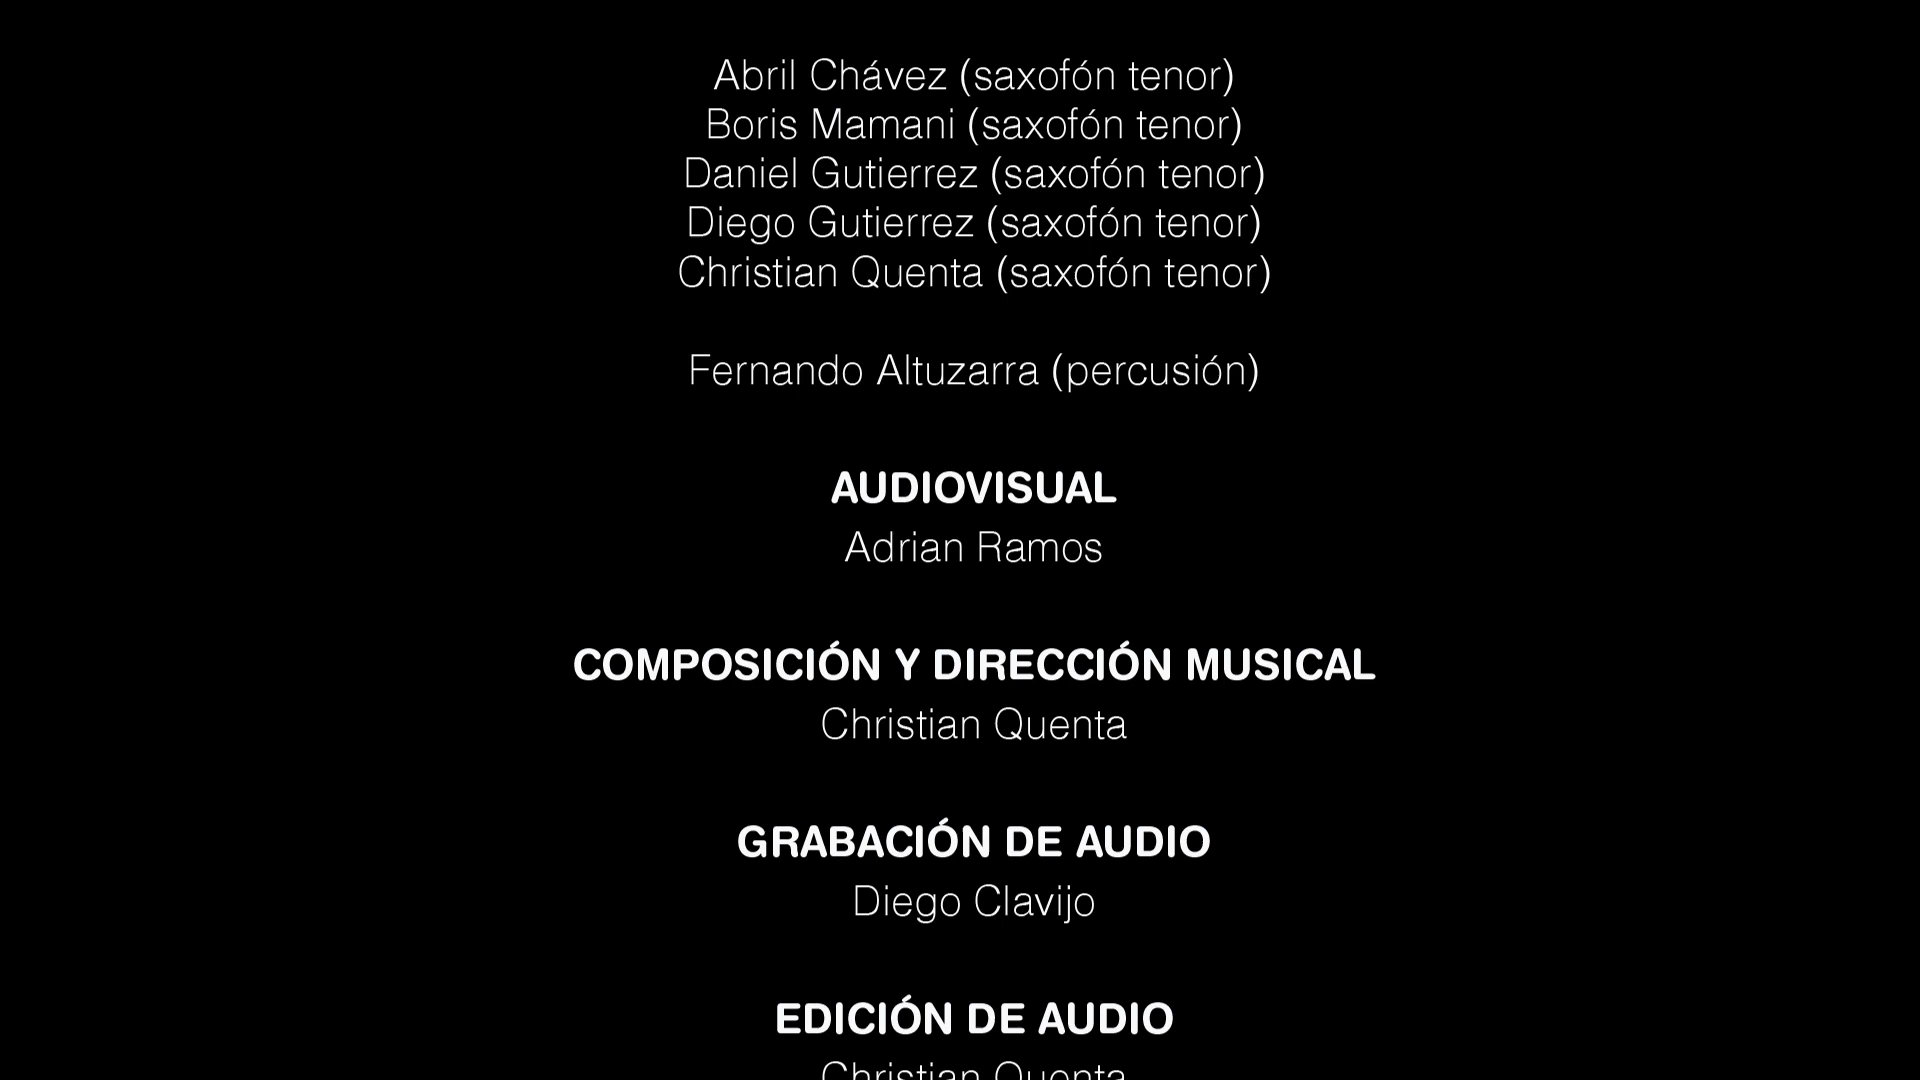 Abril Chávez (saxofón tenor)
Boris Mamani (saxofón tenor)
Daniel Gutierrez (saxofón tenor)
Diego Gutierrez (saxofón tenor)
Christian Quenta (saxofón tenor)
Fernando Altuzarra (percusión)
AUDIOVISUAL
Adrian Ramos
COMPOSICIÓN Y DIRECCIÓN MUSICAL
Christian Quenta
GRABACIÓN DE AUDIO
Diego Clavijo
EDICIÓN DE AUDIO
Christian Quenta